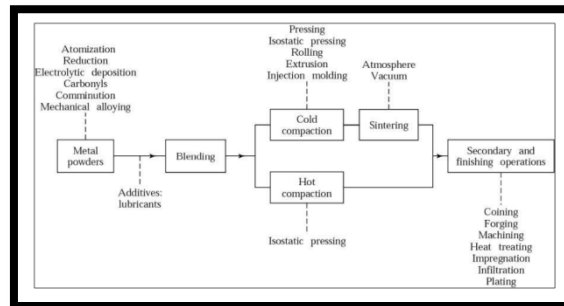 Atomization
Reduction
Electrolytic deposition
Carbonyls
Comminution
Mechanical alloying
Metal
powders
Additives:
lubricants
Blending
Pressing
Isostatic pressing
Rolling
Extrusion
Injection molding
Cold
compaction
Atmosphere
Vacuum
Sintering
Hot
compaction
Isostatic pressing
Secondary and
finishing operations
Coining
Forging
Machining
Heat treating
Impregnation
Infiltration
Plating